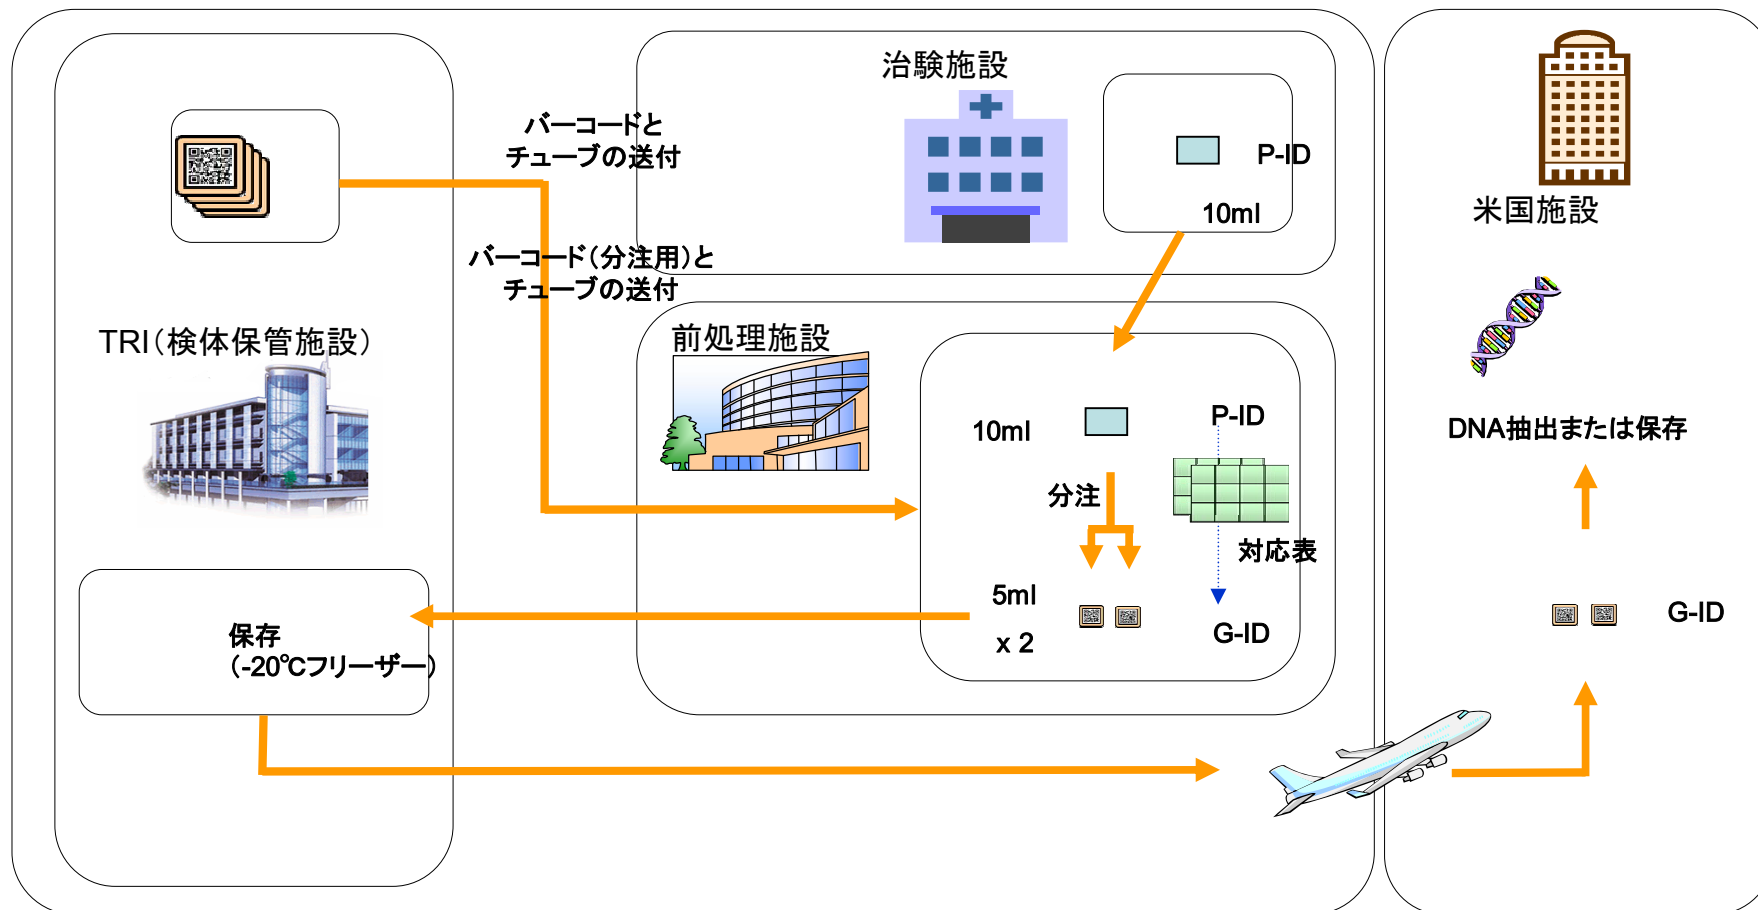 治験施設
バーコードと
チューブの送付
P-ID
10ml
米国施設
バーコード(分注用)と
チューブの送付
TRI(検体保管施設)
前処理施設
10ml
P-ID
DNA抽出または保存
分注
対応表
5ml
x 2
G-ID
G-ID
保存
(-20℃フリーザー)